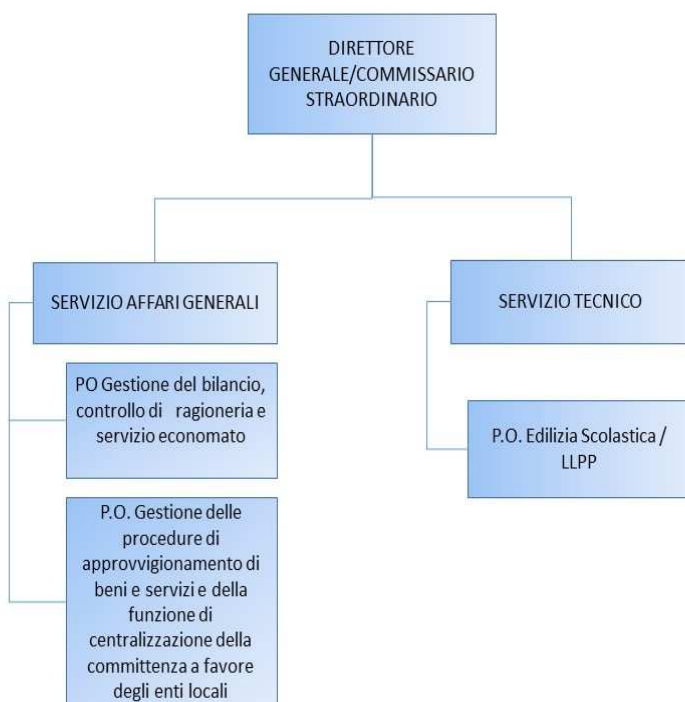 DIRETTORE
GENERALE/COMMISSARIO
STRAORDINARIO
SERVIZIO AFFARI GENERALI
SERVIZIO TECNICO
PO Gestione del bilancio,
controllo di ragioneria e
servizio economato
P.O. Edilizia Scolastica /
LLPP
P.O. Gestione delle
procedure di
approvvigionamento di
beni e servizi e della
funzione di
centralizzazione della
committenza a favore
degli enti locali